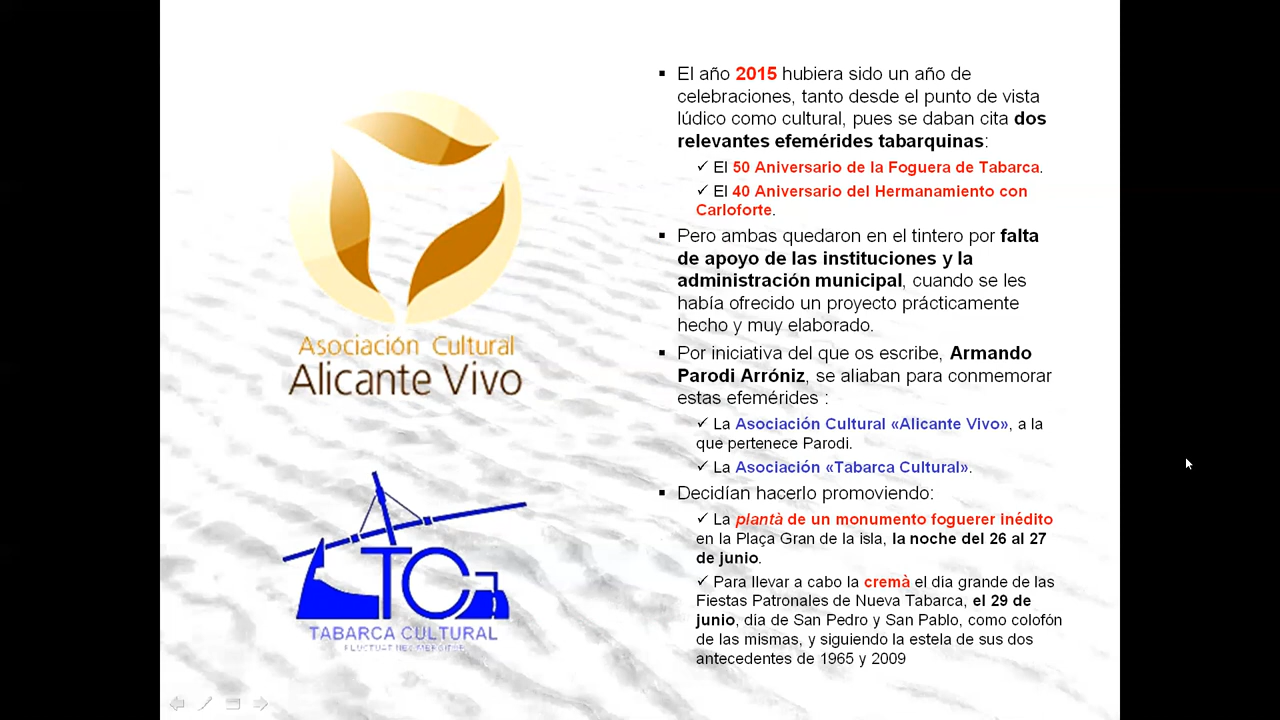 Asociación Cultural
Alicante Vivo
TC
TABARCA CULTURAL
▪ El año 2015 hubiera sido un año de
celebraciones, tanto desde el punto de vista
lúdico como cultural, pues se daban cita dos
relevantes efemérides tabarquinas:
✓ El 50 Aniversario de la Foguera de Tabarca.
✓ El 40 Aniversario del Hermanamiento con
Carloforte.
▪ Pero ambas quedaron en el tintero por falta
de apoyo de las instituciones y la
administración municipal, cuando se les
había ofrecido un proyecto prácticamente
hecho y muy elaborado.
▪ Por iniciativa del que os escribe, Armando
Parodi Arróniz, se aliaban para conmemorar
estas efemérides :
✓ La Asociación Cultural «Alicante Vivo», a la
que pertenece Parodi.
✓ La Asociación «Tabarca Cultural».
▪ Decidían hacerlo promoviendo:
✓ La plantà de un monumento foguerer inédito
en la Plaça Gran de la isla, la noche del 26 al 27
de junio.
✓ Para llevar a cabo la cremà el día grande de las
Fiestas Patronales de Nueva Tabarca, el 29 de
junio, día de San Pedro y San Pablo, como colofón
de las mismas, y siguiendo la estela de sus dos
antecedentes de 1965 y 2009